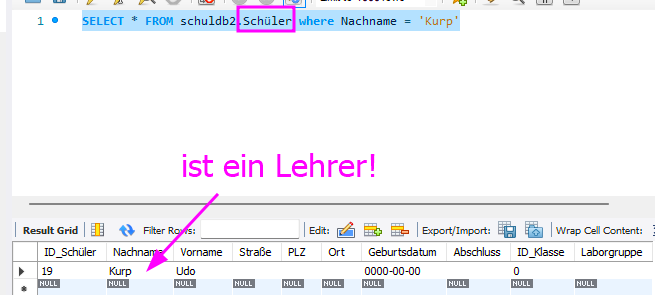 1 SELECT * FROM schuldb2.Schüler where Nachname = 'Kurp'
ist ein Lehrer!
Result Grid Filter Rows: Edit: Export/Import: Wrap Cell Content:
ID_Schüler Nachname Vorname Straße PLZ Ort Geburtsdatum Abschluss ID_Klasse Laborgruppe
19 Kurp Udo 0000-00-00 0
NULL NULL NULL NULL NULL NULL NULL NULL NULL NULL